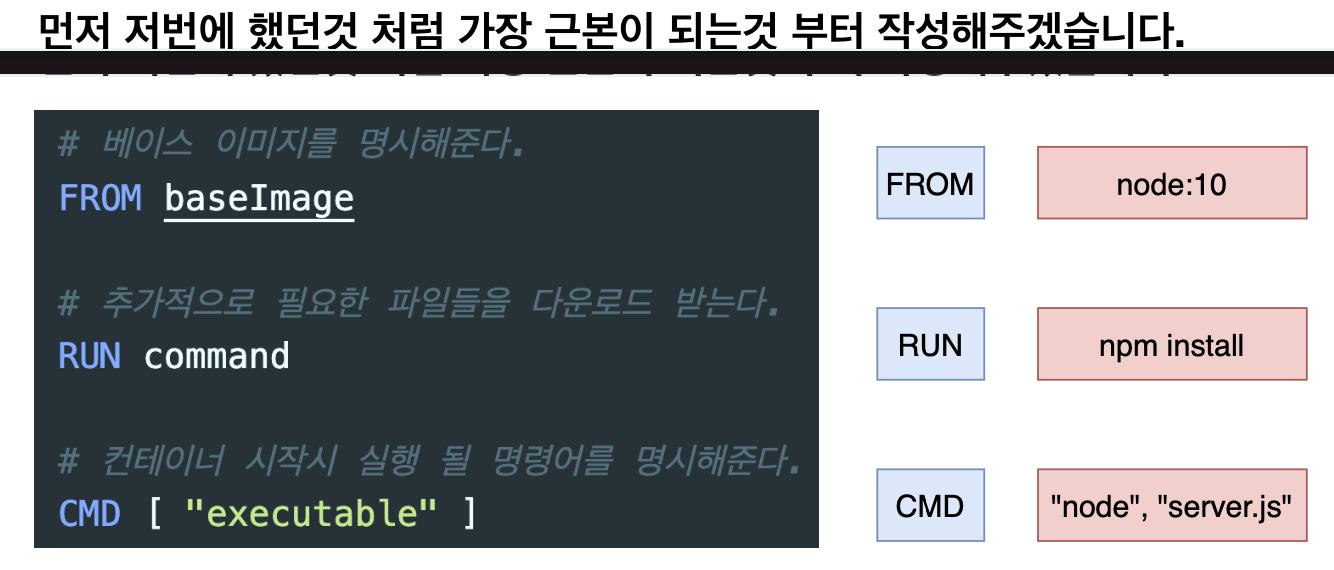 먼저 저번에 했던것 처럼 가장 근본이 되는것 부터 작성해주겠습니다.
# 베이스 이미지를 명시해준다.
FROM baseImage
# 추가적으로 필요한 파일들을 다운로드 받는다.
RUN command
# 컨테이너 시작시 실행 될 명령어를 명시해준다.
CMD [ "executable" ]
FROM node:10
RUN npm install
CMD "node", "server.js"